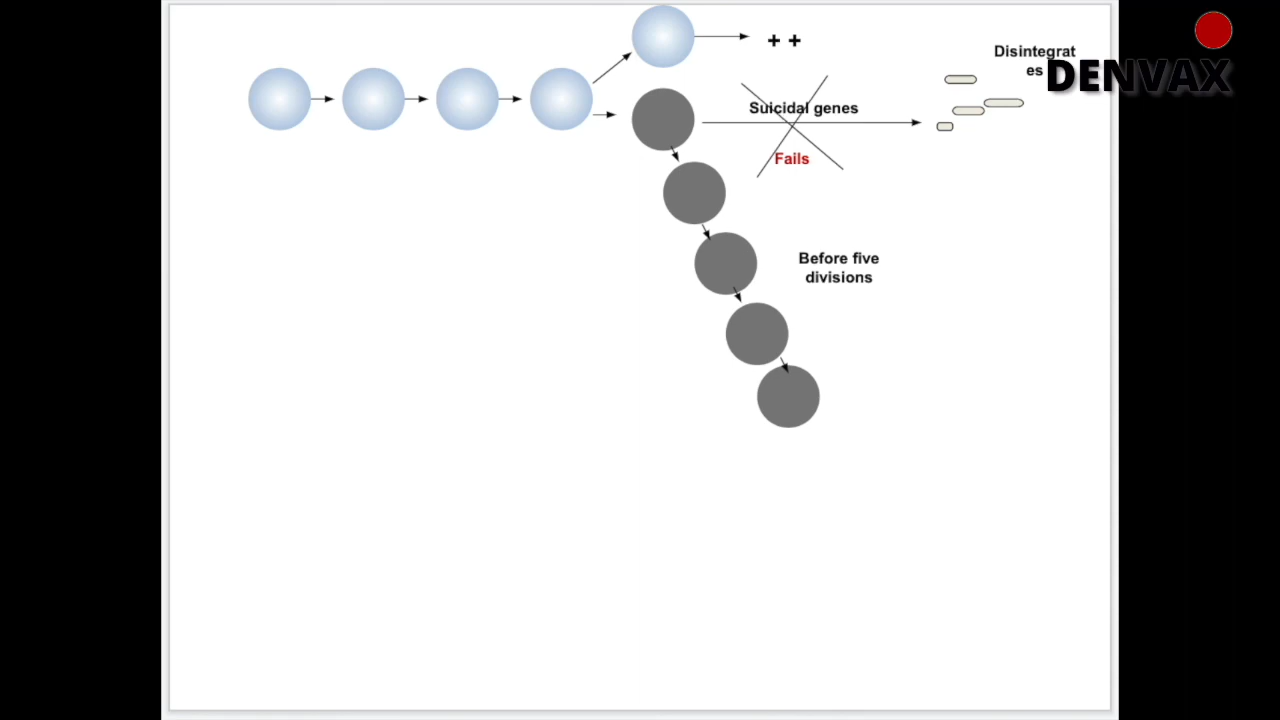 + +
Disintegrat
es
DENVAX
Suicidal genes
Fails
Before five
divisions